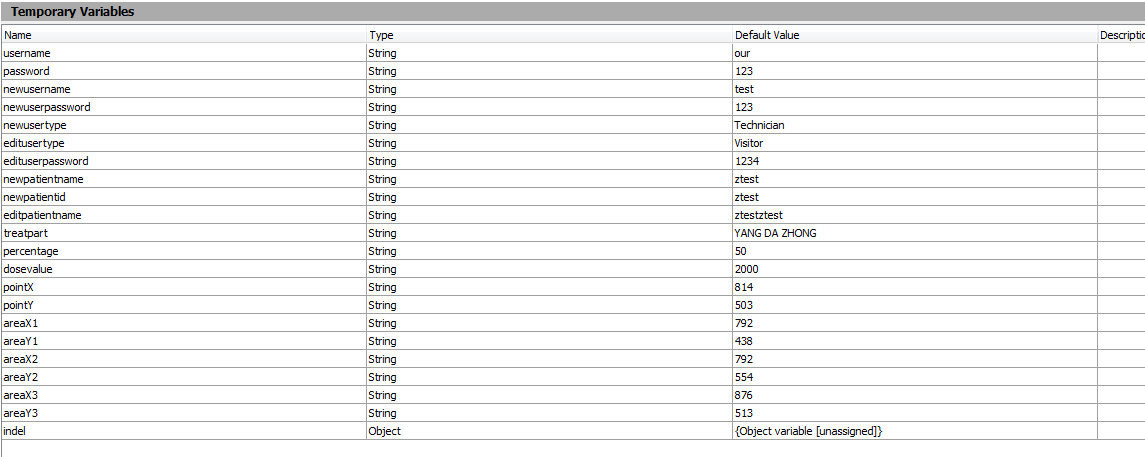 Temporary Variables
Name Type Default Value Descriptio
username String our
password String 123
newusername String test
newuserpassword String 123
newusertype String Technician
editusertype String Visitor
edituserpassword String 1234
newpatientname String ztest
newpatientid String ztest
editpatientname String ztestztest
treatpart String YANG DA ZHONG
percentage String 50
dosevalue String 2000
pointX String 814
pointY String 503
areaX1 String 792
areaY1 String 438
areaX2 String 792
areaY2 String 554
areaX3 String 876
areaY3 String 513
indel Object {Object variable [unassigned]}